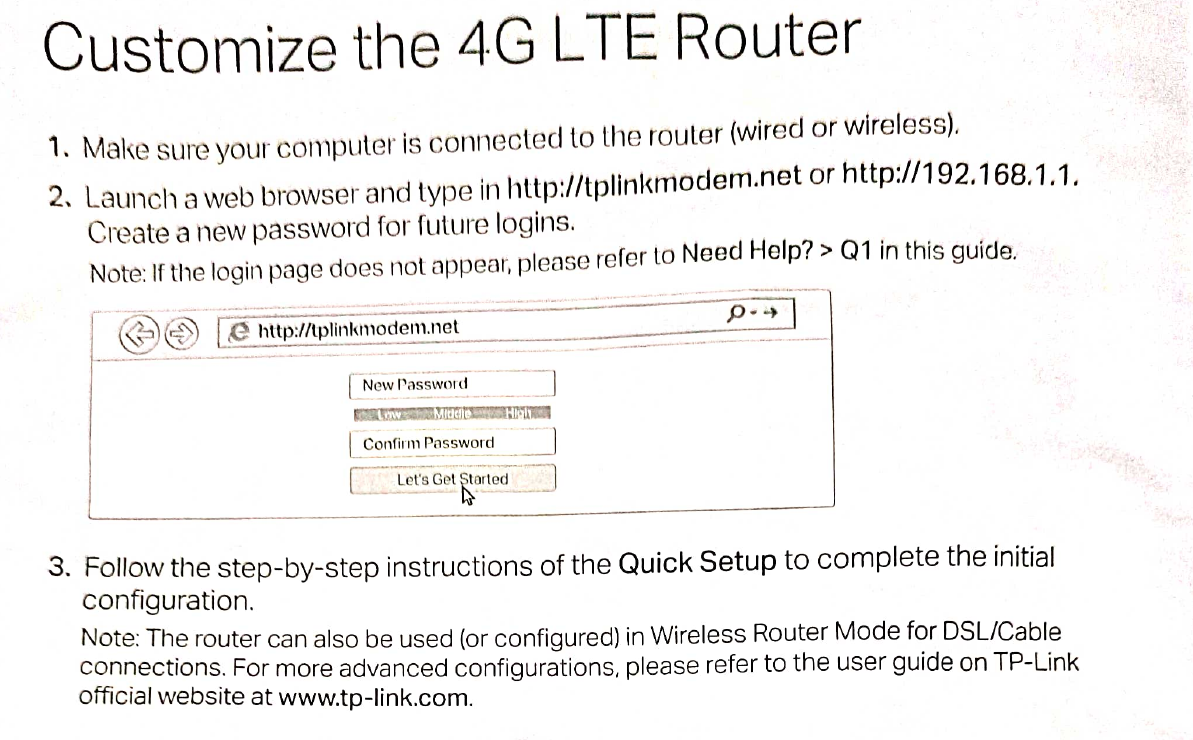 Customize the 4G LTE Router
1. Make sure your computer is connected to the router (wired or wireless).
2. Launch a web browser and type in http://tplinkmodem.net or http://192.168.1.1.
Create a new password for future logins.
Note: If the login page does not appear, please refer to Need Help? > Q1 in this guide.
http://tplinkmodem.net
New Password
Low Middle High
Confirm Password
Let's Get Started
3. Follow the step-by-step instructions of the Quick Setup to complete the initial
configuration.
Note: The router can also be used (or configured) in Wireless Router Mode for DSL/Cable
connections. For more advanced configurations, please refer to the user guide on TP-Link
official website at www.tp-link.com.